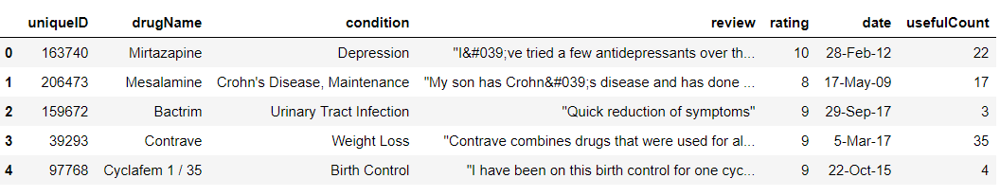 uniqueID drugName condition review rating date usefulCount
0 163740 Mirtazapine Depression "I&#039;ve tried a few antidepressants over th... 10 28-Feb-12 22
1 206473 Mesalamine Crohn's Disease, Maintenance "My son has Crohn&#039;s disease and has done ... 8 17-May-09 17
2 159672 Bactrim Urinary Tract Infection "Quick reduction of symptoms" 9 29-Sep-17 3
3 39293 Contrave Weight Loss "Contrave combines drugs that were used for al... 9 5-Mar-17 35
4 97768 Cyclafem 1 / 35 Birth Control "I have been on this birth control for one cyc... 9 22-Oct-15 4